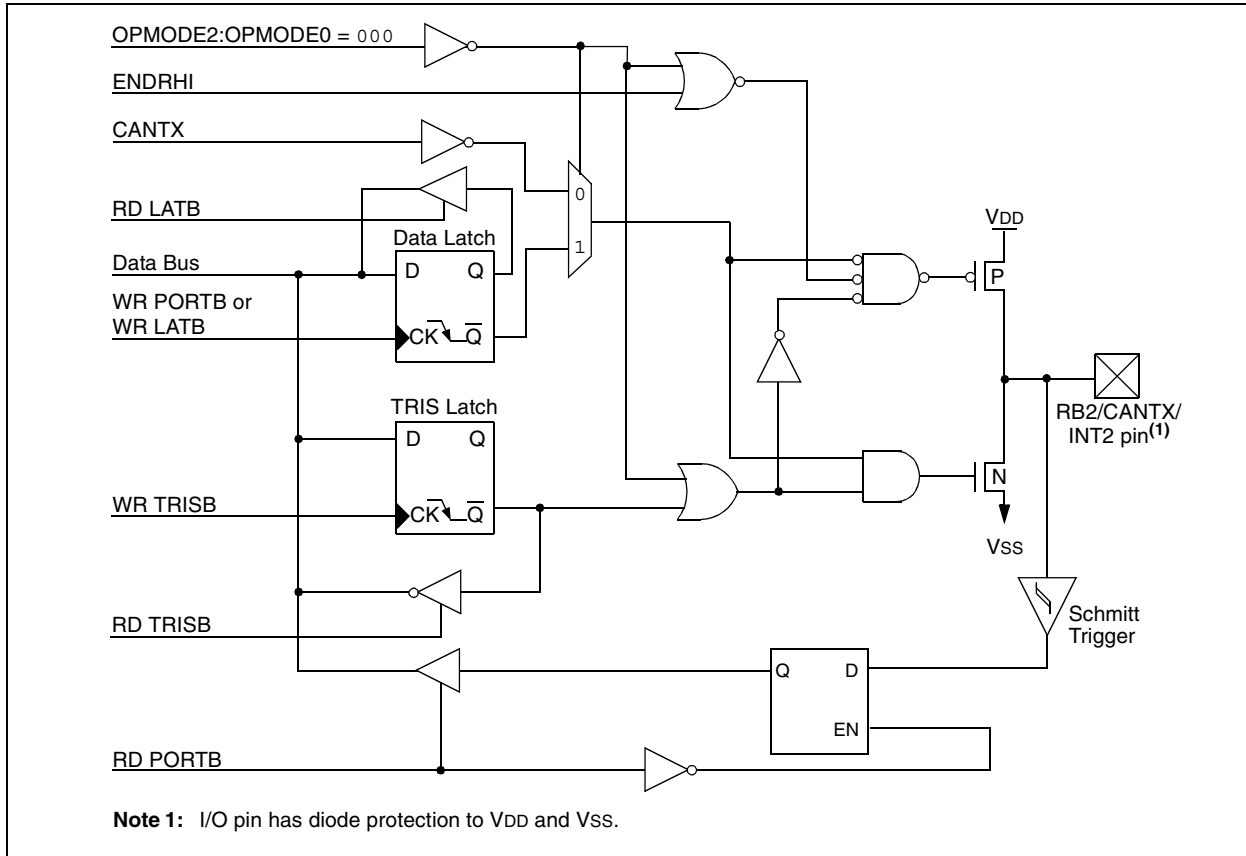 OPMODE2:OPMODE0 = 000
ENDRHI
CANTX
0
RD LATB
1
VDD
Data Latch
Data Bus
D Q
P
WR PORTB or
WR LATB
CK Q̅
RB2/CANTX/
INT2 pin(1)
TRIS Latch
D Q
N
WR TRISB
CK Q̅
VSS
Schmitt
Trigger
RD TRISB
Q D
EN
RD PORTB
Note 1: I/O pin has diode protection to VDD and VSS.